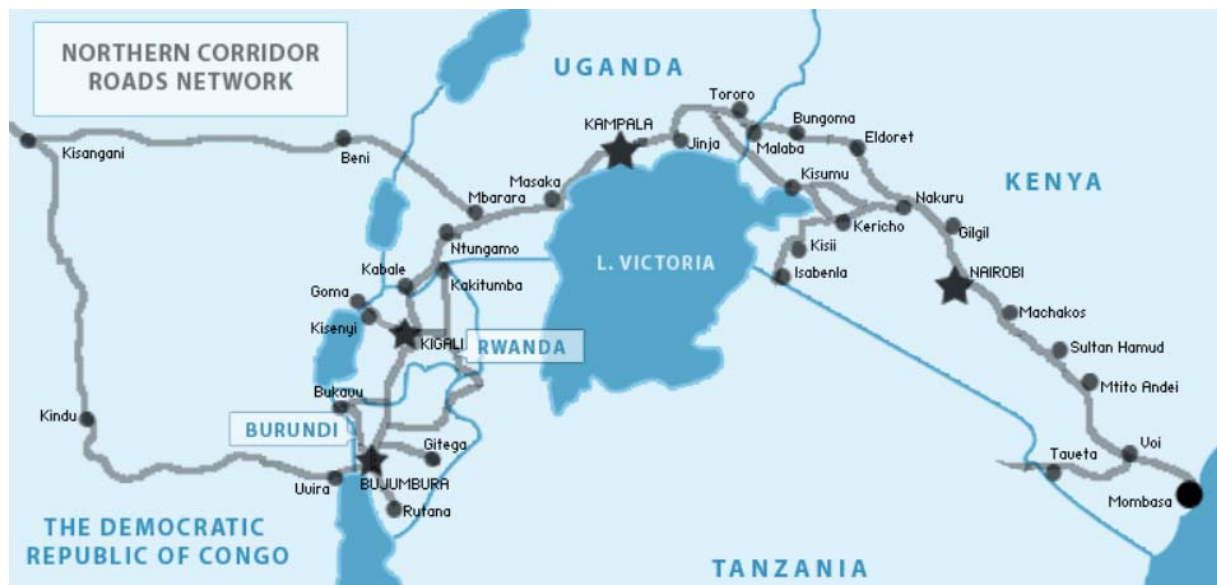 NORTHERN CORRIDOR
ROADS NETWORK
UGANDA
Tororo
KAMPALA
Bungoma
Kisangani
Beni
Jinja
Malaba
Eldoret
Masaka
Kisumu
KENYA
Mbarara
Nakuru
Kericho
Gilgil
Ntungamo
Kisii
L. VICTORIA
Kabale
Isabenla
NAIROBI
Goma
Kakitumba
Kisenyi
Machakos
KIGALI
RWANDA
Sultan Hamud
Bukavu
Mtito Andei
Kindu
BURUNDI
Gitega
Voi
Taveta
Uvira
BUJUMBURA
Mombasa
Rutana
THE DEMOCRATIC
REPUBLIC OF CONGO
TANZANIA